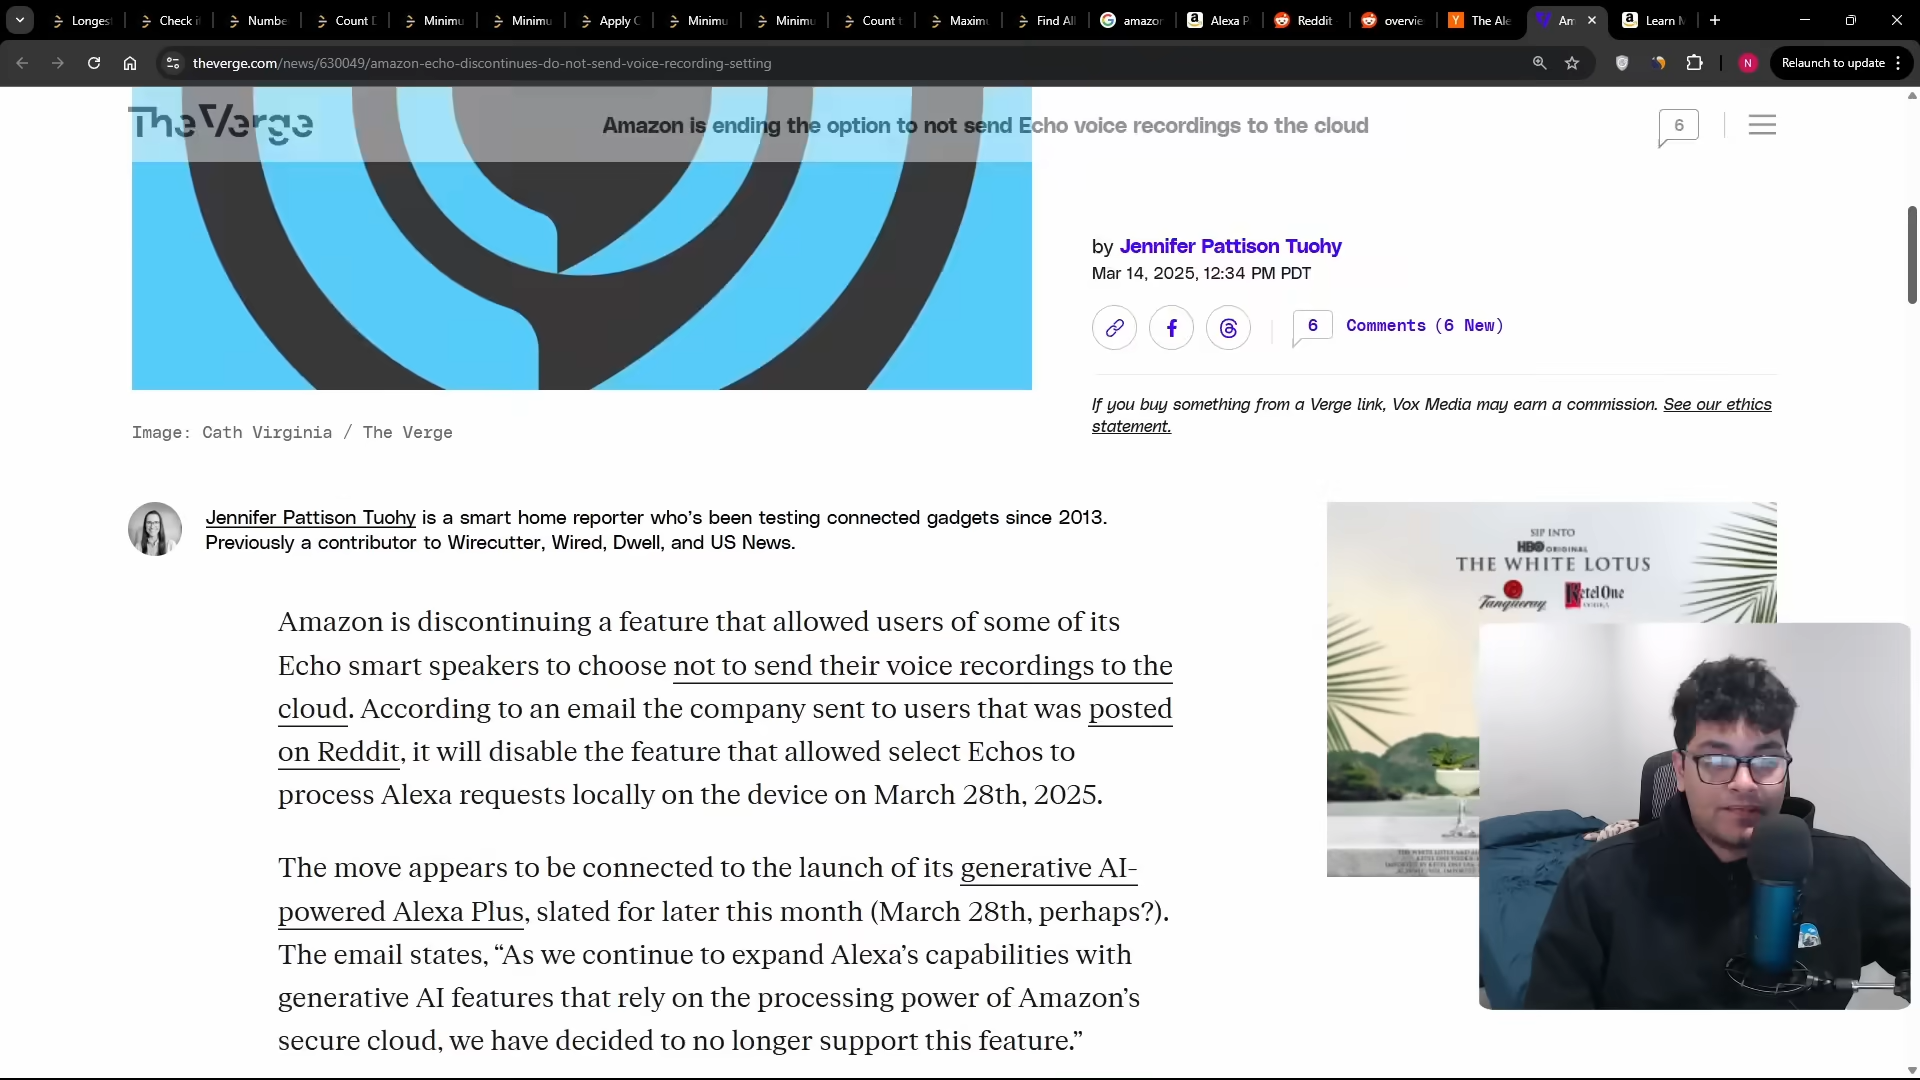 Longes
Check i
Numbe
Count D
Minimu
Minimu
Apply O
Minimu
Minimu
Count t
Maximu
Find All
amazon
Alexa P
Reddit
overvie
The Ale
Am
Learn M
theverge.com/news/630049/amazon-echo-discontinues-do-not-send-voice-recording-setting
N
Relaunch to update
The Verge
Amazon is ending the option to not send Echo voice recordings to the cloud
6
by Jennifer Pattison Tuohy
Mar 14, 2025, 12:34 PM PDT
6 Comments (6 New)
If you buy something from a Verge link, Vox Media may earn a commission. See our ethics
statement.
Image: Cath Virginia / The Verge
Jennifer Pattison Tuohy is a smart home reporter who’s been testing connected gadgets since 2013.
Previously a contributor to Wirecutter, Wired, Dwell, and US News.
SIP INTO
HBO ORIGINAL
THE WHITE LOTUS
Tanqueray
Ketel One
VODKA
Amazon is discontinuing a feature that allowed users of some of its
Echo smart speakers to choose not to send their voice recordings to the
cloud. According to an email the company sent to users that was posted
on Reddit, it will disable the feature that allowed select Echos to
process Alexa requests locally on the device on March 28th, 2025.
The move appears to be connected to the launch of its generative AI-
powered Alexa Plus, slated for later this month (March 28th, perhaps?).
The email states, “As we continue to expand Alexa’s capabilities with
generative AI features that rely on the processing power of Amazon’s
secure cloud, we have decided to no longer support this feature.”